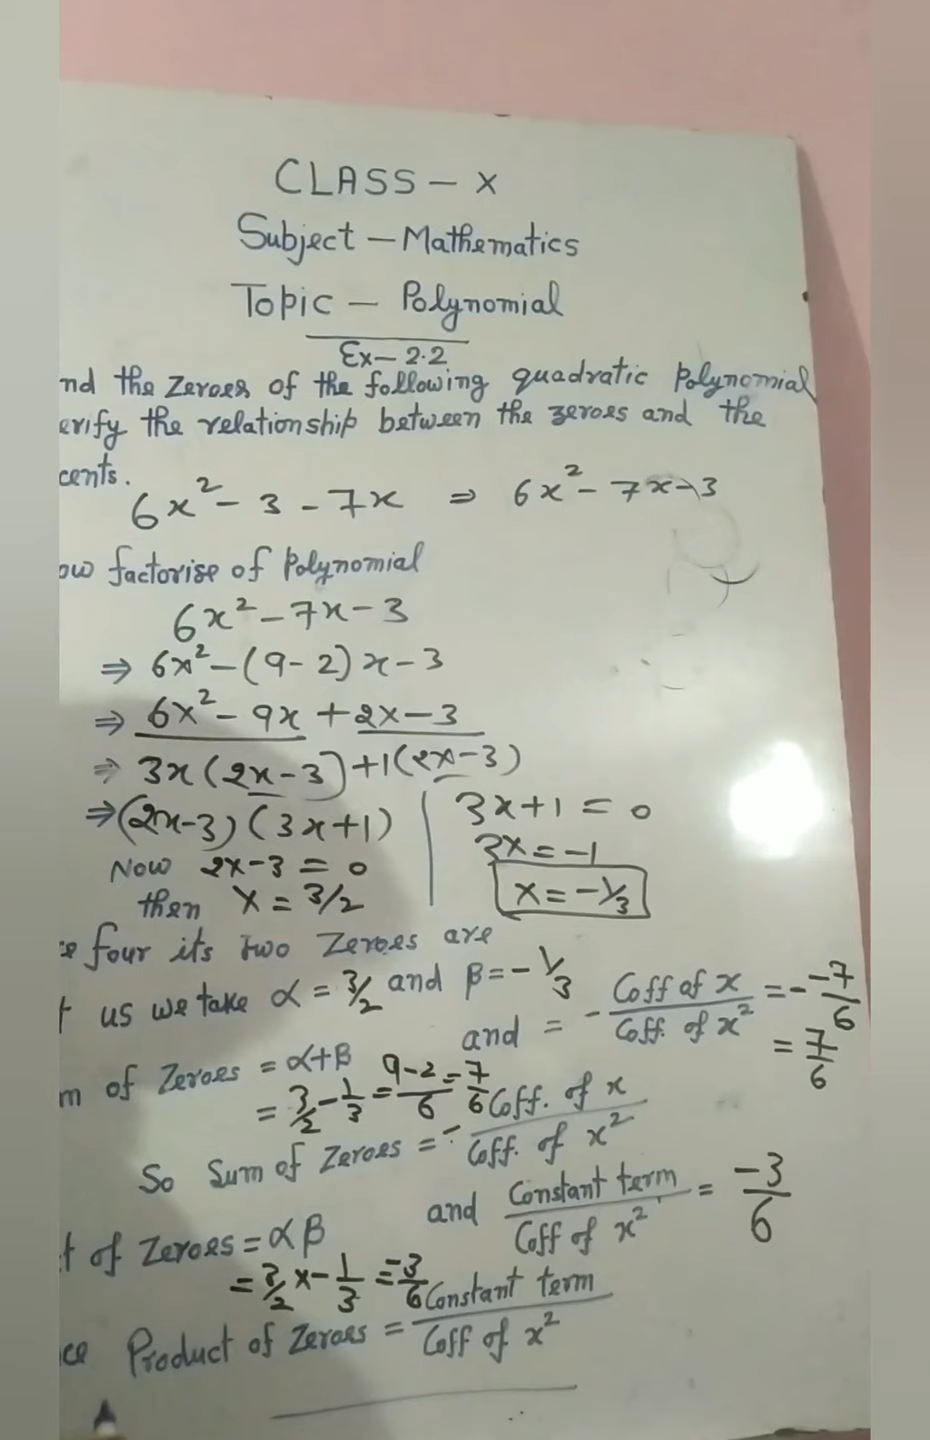 CLASS - X
Subject - Mathematics
Topic - Polynomial
Ex- 2.2
nd the zeroes of the following quadratic Polynomial
erify the relationship between the zeroes and the
cents.
6x² - 3 - 7x ⇒ 6x² - 7x - 3
ow factorise of Polynomial
6x² - 7x - 3
⇒ 6x² - (9 - 2) x - 3
⇒ 6x² - 9x + 2x - 3
⇒ 3x (2x - 3) + 1 (2x - 3)
⇒ (2x - 3) (3x + 1)
Now 2x - 3 = 0
then x = 3/2
3x + 1 = 0
3x = -1
x = -1/3
ce four its two Zeroes are
t us we take α = 3/2 and β = -1/3
m of Zeroes = α+β
= 3/2 - 1/3 = 9-2/6 = 7/6
and = - Coff of x / Coff. of x² = - -7/6
= 7/6
So Sum of Zeroes = - Coff. of x / Coff. of x²
t of Zeroes = αβ and Constant term / Coff of x² = -3/6
= 3/2 x - 1/3 = -3/6
ce Product of Zeroes = Constant term / Coff of x²